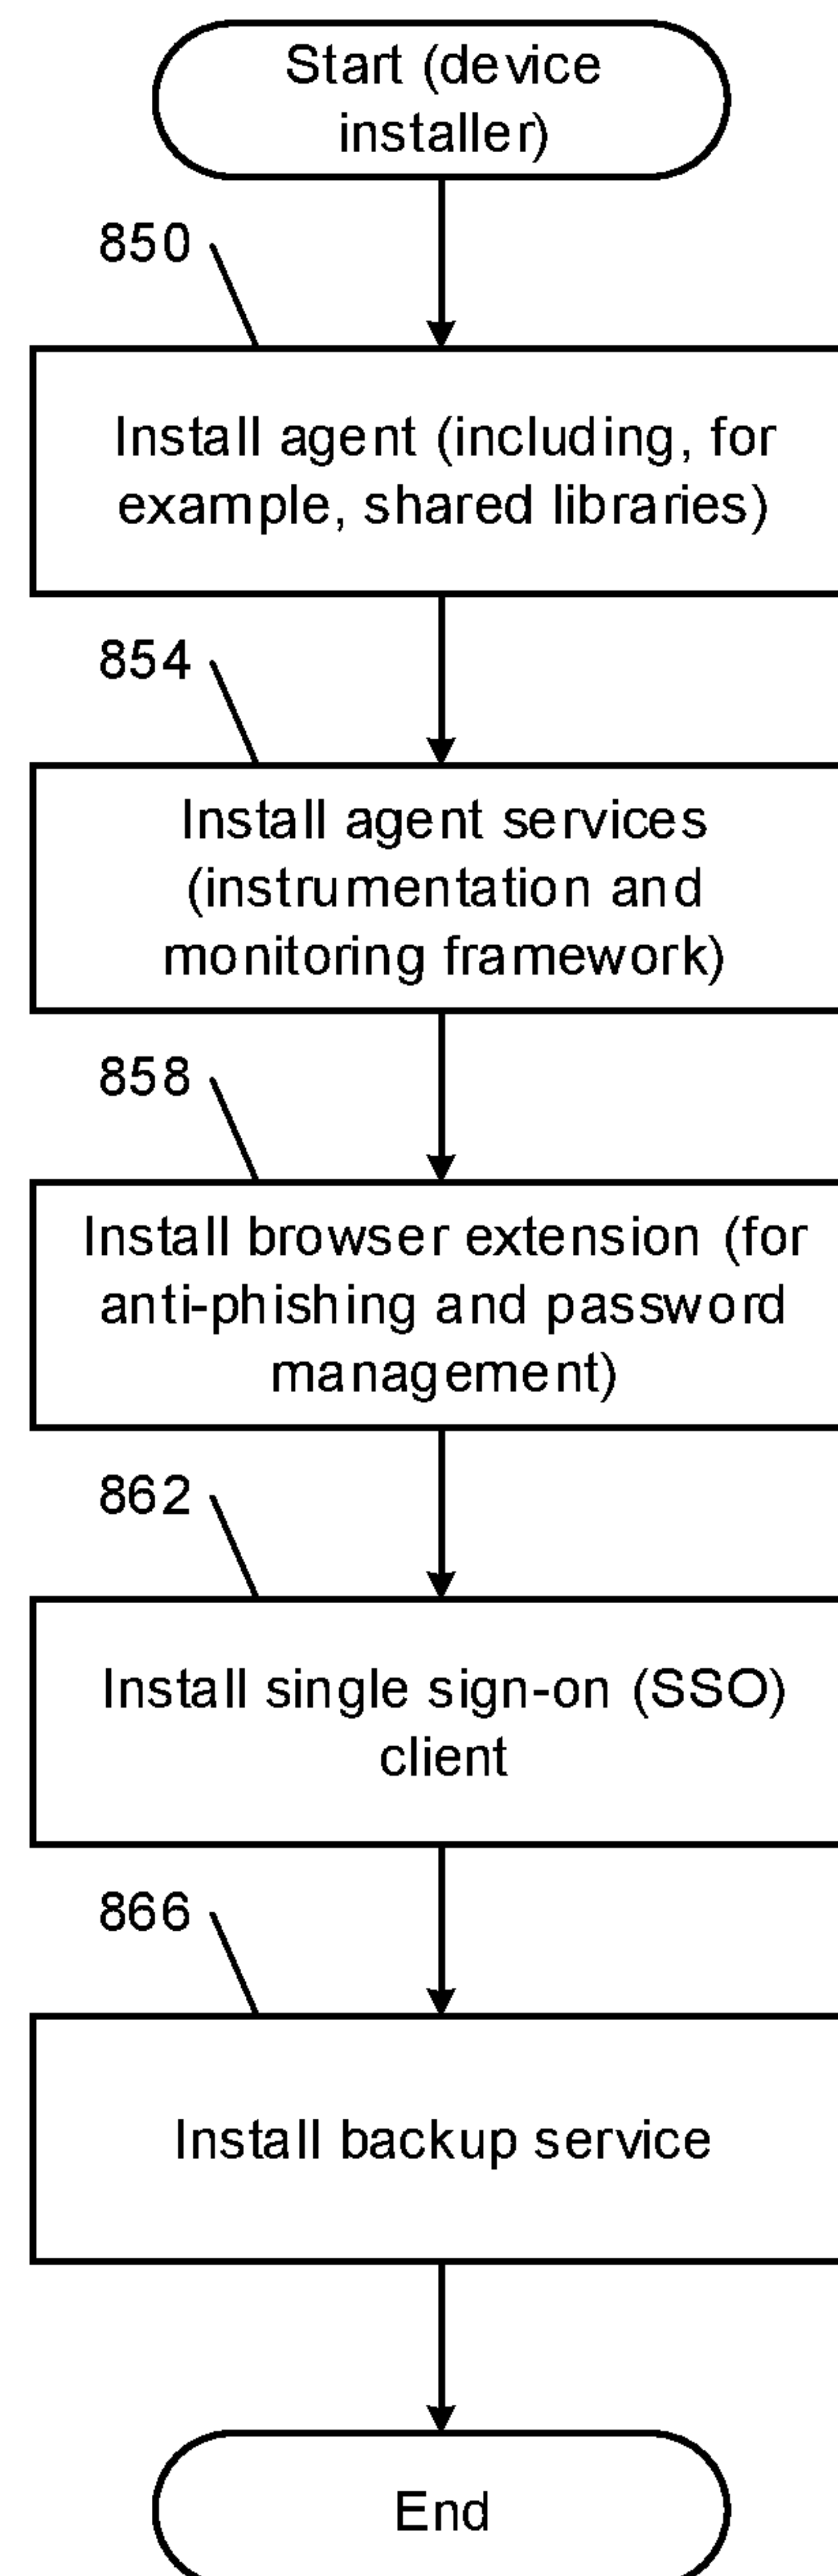 Start (device
installer)
850
Install agent (including, for
example, shared libraries)
854
Install agent services
(instrumentation and
monitoring framework)
858
Install browser extension (for
anti-phishing and password
management)
862
Install single sign-on (SSO)
client
866
Install backup service
End